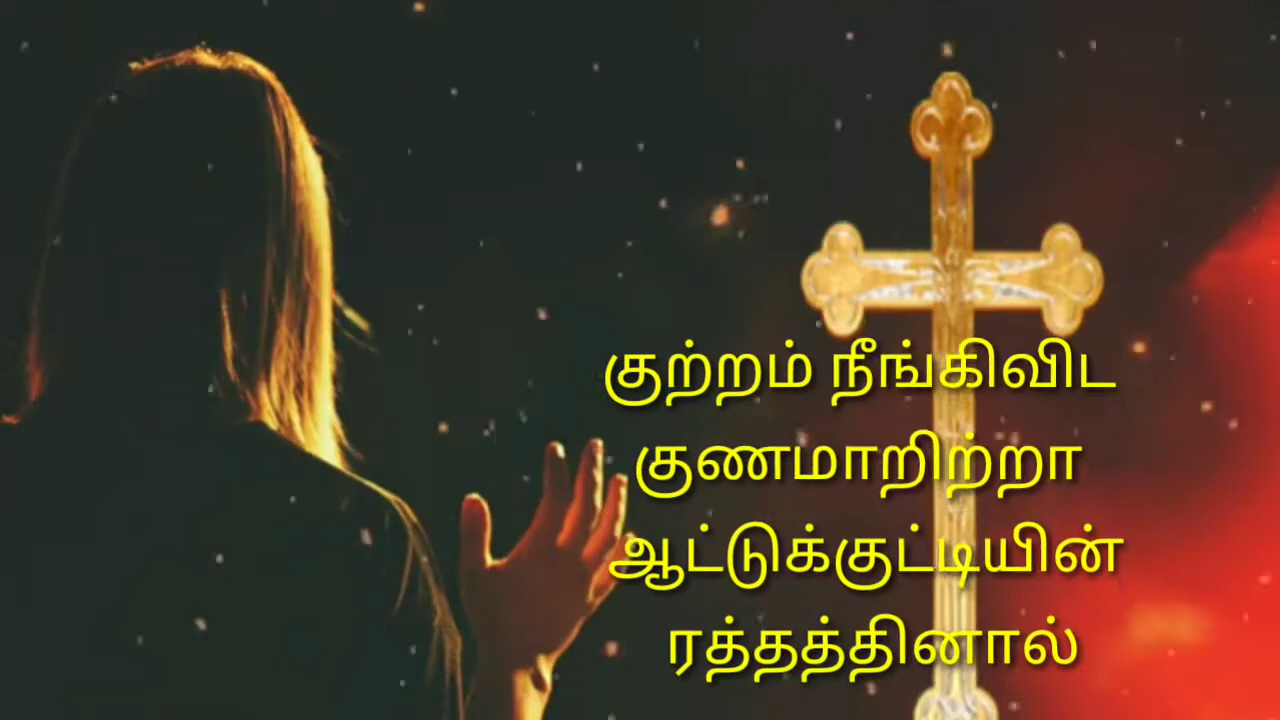 குற்றம் நீங்கிவிட
குணமாறிற்றா
ஆட்டுக்குட்டியின்
ரத்தத்தினால்